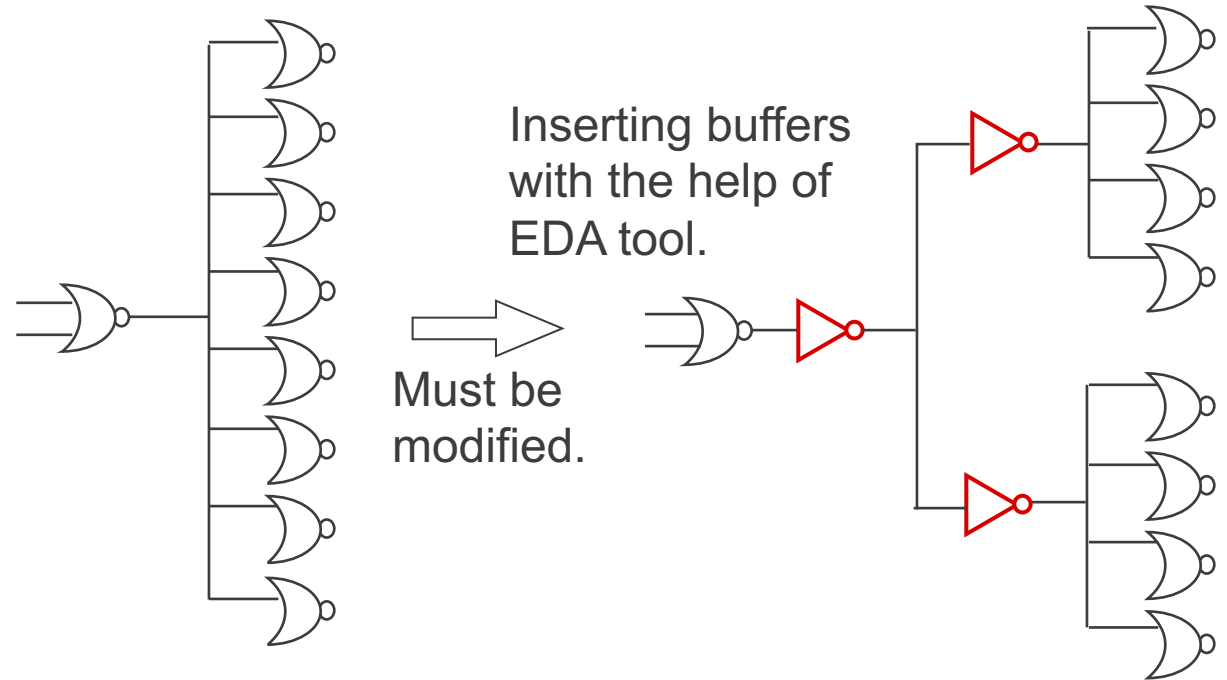 Inserting buffers
with the help of
EDA tool.
Must be
modified.